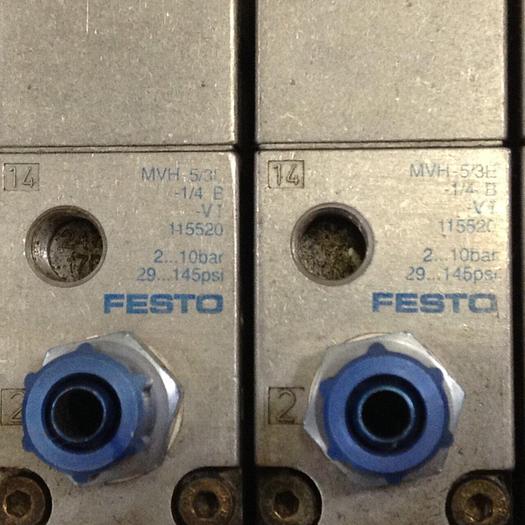 14
MVH-5/3E
-1/4 B
-VI
115520
2...10bar
29...145psi
FESTO
2
14
MVH-5/3E
-1/4 B
-VI
115520
2...10bar
29...145psi
FESTO
2